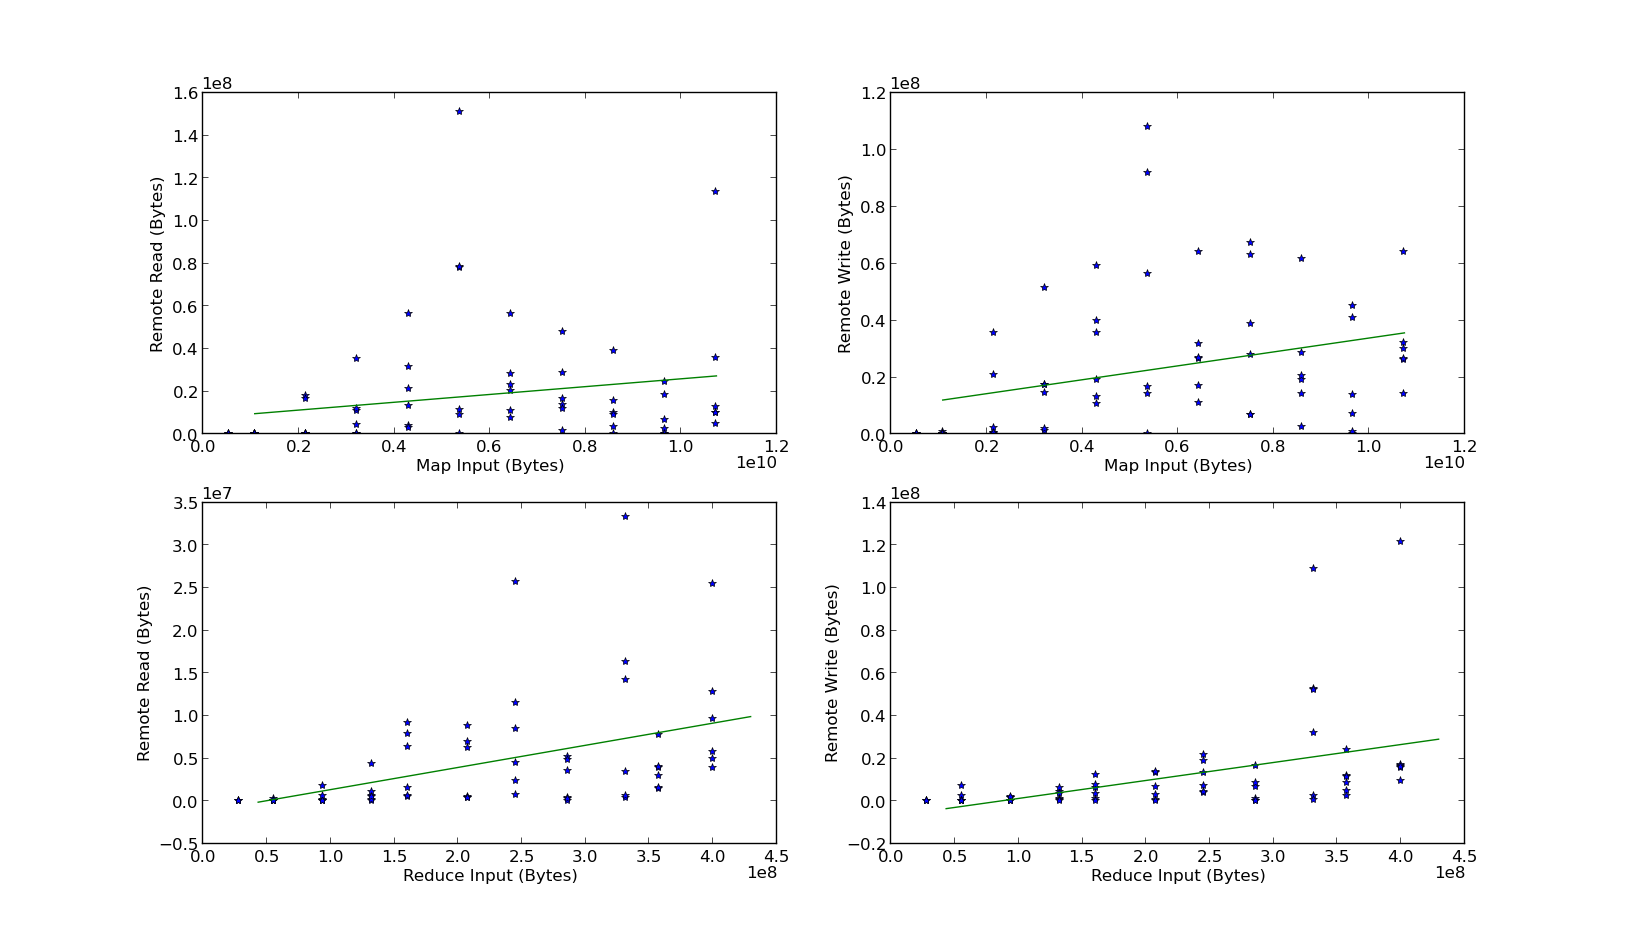 1e8
1.6
1.4
1.2
1.0
0.8
0.6
0.4
0.2
0.0
Remote Read (Bytes)
0.0 0.2 0.4 0.6 0.8 1.0 1.2
1e10
Map Input (Bytes)
1e8
1.2
1.0
0.8
0.6
0.4
0.2
0.0
Remote Write (Bytes)
0.0 0.2 0.4 0.6 0.8 1.0 1.2
1e10
Map Input (Bytes)
1e7
3.5
3.0
2.5
2.0
1.5
1.0
0.5
0.0
−0.5
Remote Read (Bytes)
0.0 0.5 1.0 1.5 2.0 2.5 3.0 3.5 4.0 4.5
1e8
Reduce Input (Bytes)
1e8
1.4
1.2
1.0
0.8
0.6
0.4
0.2
0.0
−0.2
Remote Write (Bytes)
0.0 0.5 1.0 1.5 2.0 2.5 3.0 3.5 4.0 4.5
1e8
Reduce Input (Bytes)